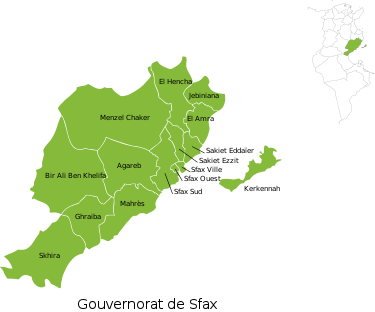 El Hencha
Jebiniana
Menzel Chaker
El Amra
Sakiet Eddaier
Sakiet Ezzit
Agareb
Sfax Ville
Bir Ali Ben Khelifa
Sfax Ouest
Kerkennah
Sfax Sud
Mahrès
Ghraiba
Skhira
Gouvernorat de Sfax